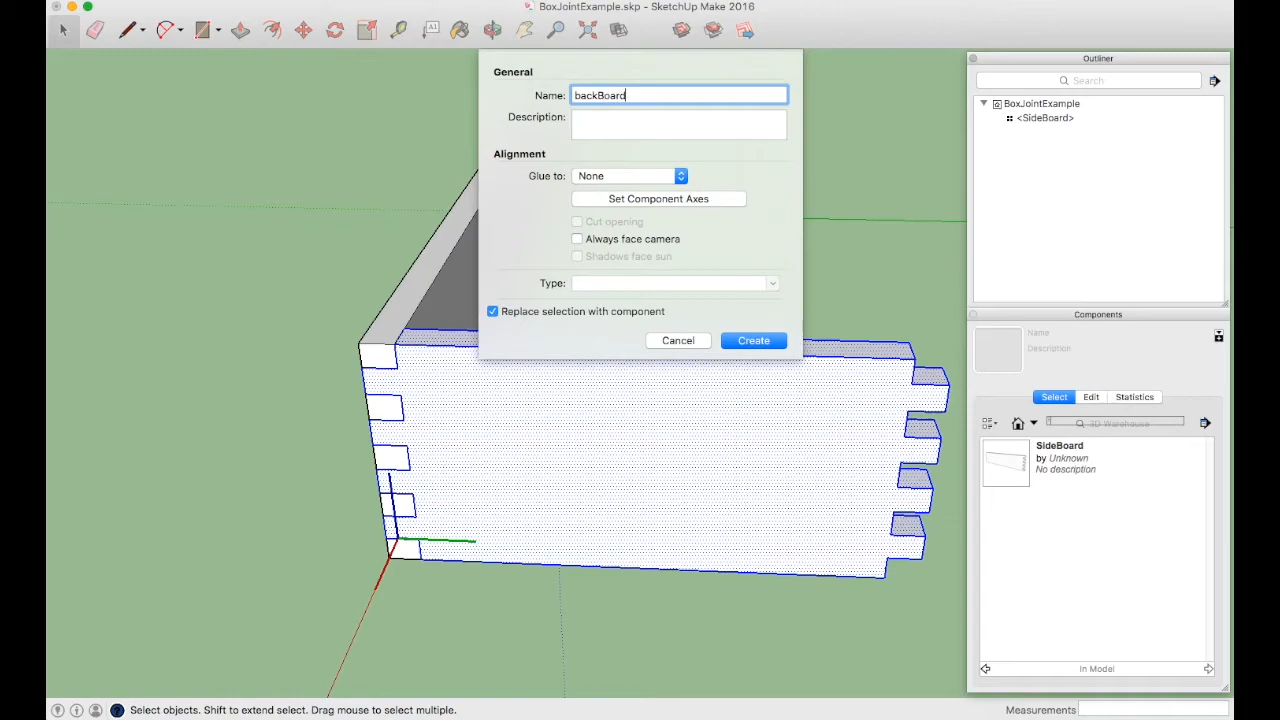 BoxJointExample.skp - SketchUp Make 2016
A1
General
Name: backBoard
Description:
Alignment
Glue to: None
Set Component Axes
Cut opening
Always face camera
Shadows face sun
Type:
Replace selection with component
Cancel Create
Outliner
Search
BoxJointExample
<SideBoard>
Components
Name
Description
Select Edit Statistics
3D Warehouse
SideBoard
by Unknown
No description
In Model
Select objects. Shift to extend select. Drag mouse to select multiple.
Measurements